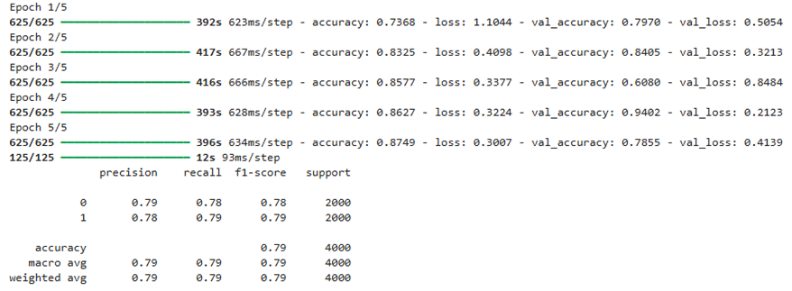 Epoch 1/5
625/625 ━━━━━━━━━━━━━━━━━━━━ 392s 623ms/step - accuracy: 0.7368 - loss: 1.1044 - val_accuracy: 0.7970 - val_loss: 0.5054
Epoch 2/5
625/625 ━━━━━━━━━━━━━━━━━━━━ 417s 667ms/step - accuracy: 0.8325 - loss: 0.4098 - val_accuracy: 0.8405 - val_loss: 0.3213
Epoch 3/5
625/625 ━━━━━━━━━━━━━━━━━━━━ 416s 666ms/step - accuracy: 0.8577 - loss: 0.3377 - val_accuracy: 0.6080 - val_loss: 0.8484
Epoch 4/5
625/625 ━━━━━━━━━━━━━━━━━━━━ 393s 628ms/step - accuracy: 0.8627 - loss: 0.3224 - val_accuracy: 0.9402 - val_loss: 0.2123
Epoch 5/5
625/625 ━━━━━━━━━━━━━━━━━━━━ 396s 634ms/step - accuracy: 0.8749 - loss: 0.3007 - val_accuracy: 0.7855 - val_loss: 0.4139
125/125 ━━━━━━━━━━━━━━━━━━━━ 12s 93ms/step
precision recall f1-score support
0 0.79 0.78 0.78 2000
1 0.78 0.79 0.79 2000
accuracy 0.79 4000
macro avg 0.79 0.79 0.79 4000
weighted avg 0.79 0.79 0.79 4000